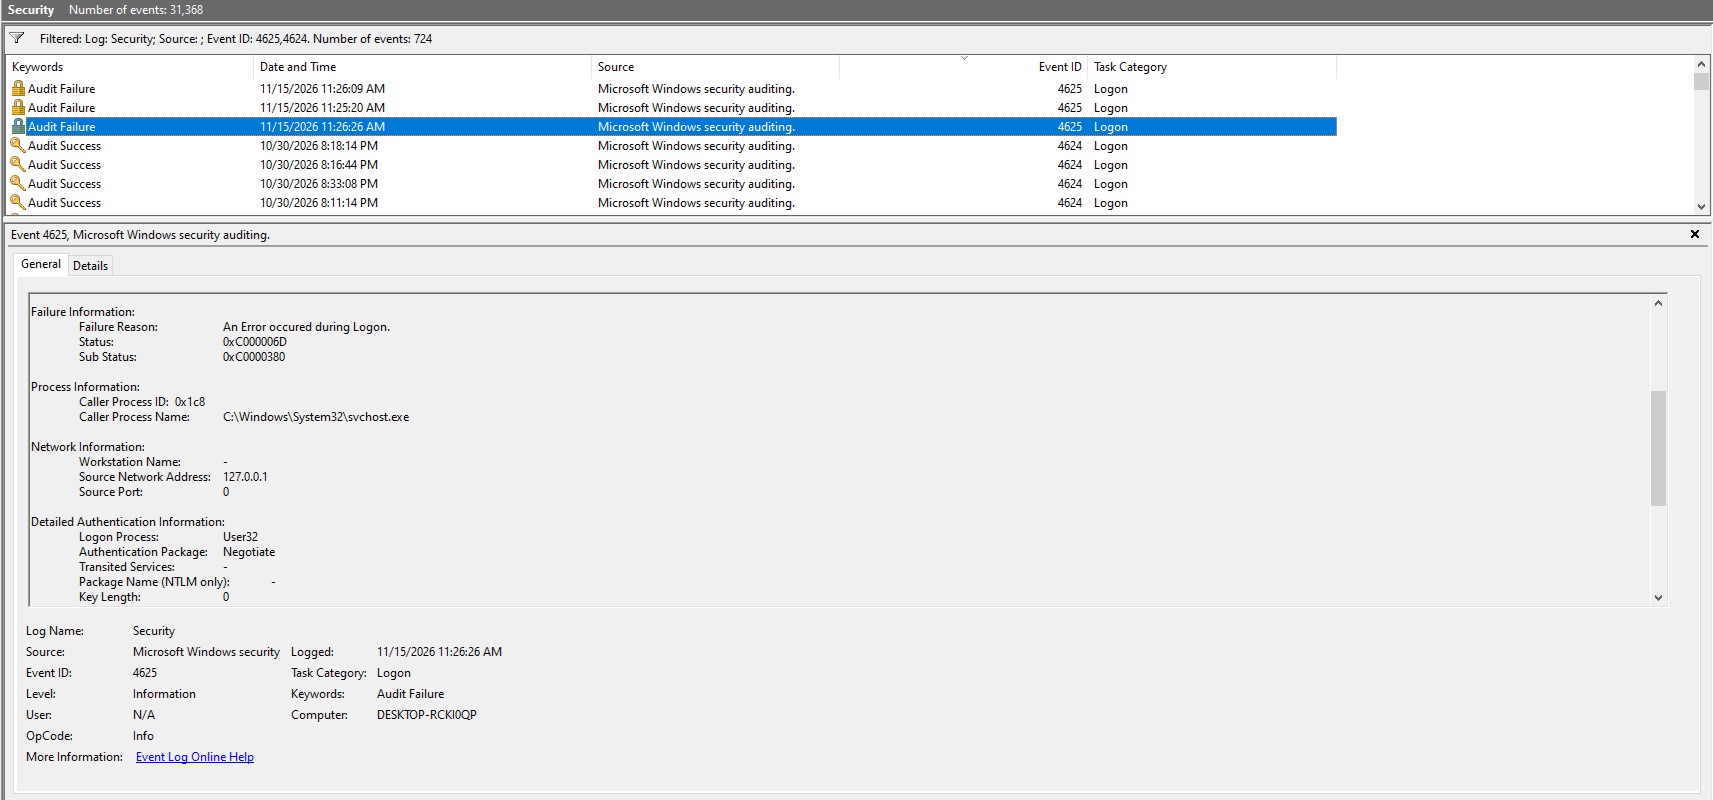 Security Number of events: 31,368
Filtered: Log: Security; Source: ; Event ID: 4625,4624. Number of events: 724
Keywords Date and Time Source Event ID Task Category
Audit Failure 11/15/2026 11:26:09 AM Microsoft Windows security auditing. 4625 Logon
Audit Failure 11/15/2026 11:25:20 AM Microsoft Windows security auditing. 4625 Logon
Audit Failure 11/15/2026 11:26:26 AM Microsoft Windows security auditing. 4625 Logon
Audit Success 10/30/2026 8:18:14 PM Microsoft Windows security auditing. 4624 Logon
Audit Success 10/30/2026 8:16:44 PM Microsoft Windows security auditing. 4624 Logon
Audit Success 10/30/2026 8:33:08 PM Microsoft Windows security auditing. 4624 Logon
Audit Success 10/30/2026 8:11:14 PM Microsoft Windows security auditing. 4624 Logon
Event 4625, Microsoft Windows security auditing.
General Details
Failure Information:
Failure Reason: An Error occured during Logon.
Status: 0xC000006D
Sub Status: 0xC0000380
Process Information:
Caller Process ID: 0x1c8
Caller Process Name: C:\Windows\System32\svchost.exe
Network Information:
Workstation Name: -
Source Network Address: 127.0.0.1
Source Port: 0
Detailed Authentication Information:
Logon Process: User32
Authentication Package: Negotiate
Transited Services: -
Package Name (NTLM only): -
Key Length: 0
Log Name: Security
Source: Microsoft Windows security Logged: 11/15/2026 11:26:26 AM
Event ID: 4625 Task Category: Logon
Level: Information Keywords: Audit Failure
User: N/A Computer: DESKTOP-RCKI0QP
OpCode: Info
More Information: Event Log Online Help